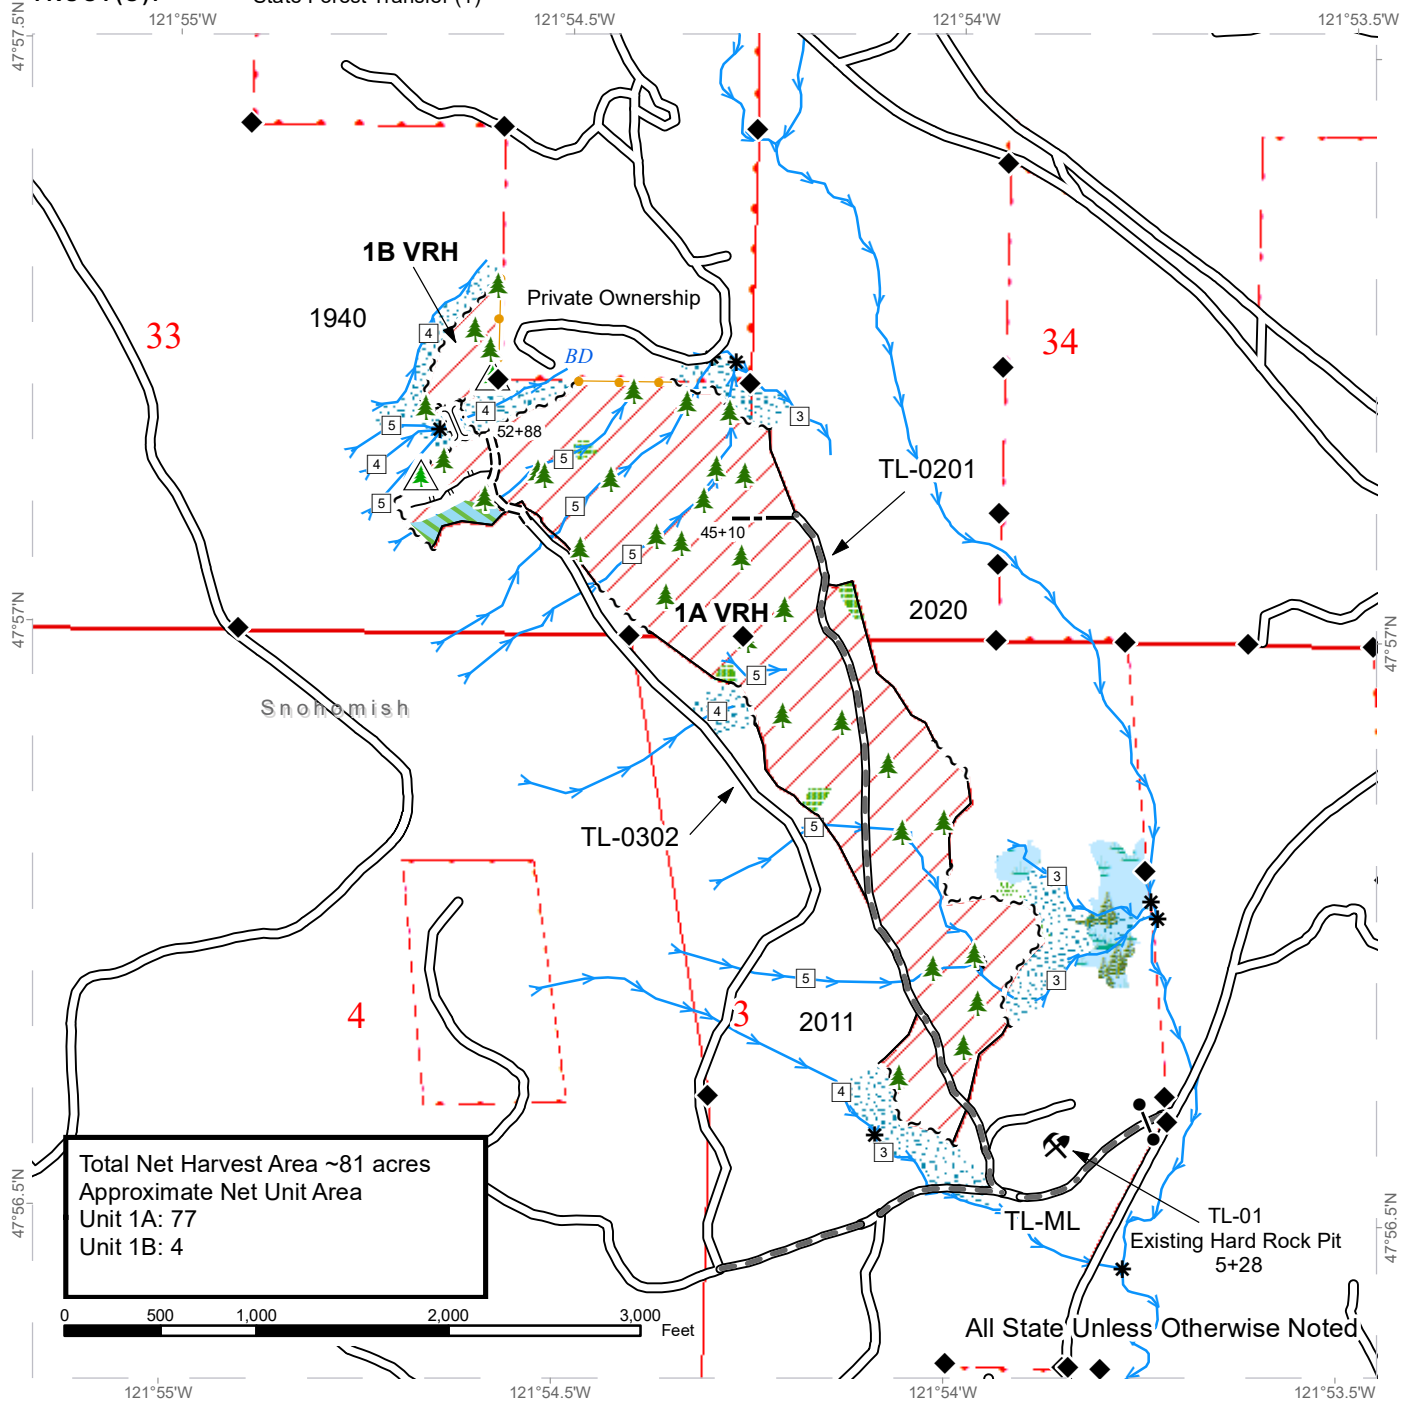 State Forest Transfer (1)
121°55'W
121°54.5'W
121°54'W
121°53.5'W
47°57.5'N
1B VRH
1940
33
Private Ownership
34
BD
4
4
5
52+88
3
4
5
5
5
TL-0201
45+10
5
1A VRH
2020
47°57'N
47°57'N
5
Snohomish
4
TL-0302
5
3
5
3
4
3
2011
4
3
Total Net Harvest Area ~81 acres
Approximate Net Unit Area
Unit 1A: 77
Unit 1B: 4
47°56.5'N
47°56.5'N
TL-ML
TL-01
Existing Hard Rock Pit
5+28
0 500 1,000 2,000 3,000
Feet
All State Unless Otherwise Noted
121°55'W
121°54.5'W
121°54'W
121°53.5'W